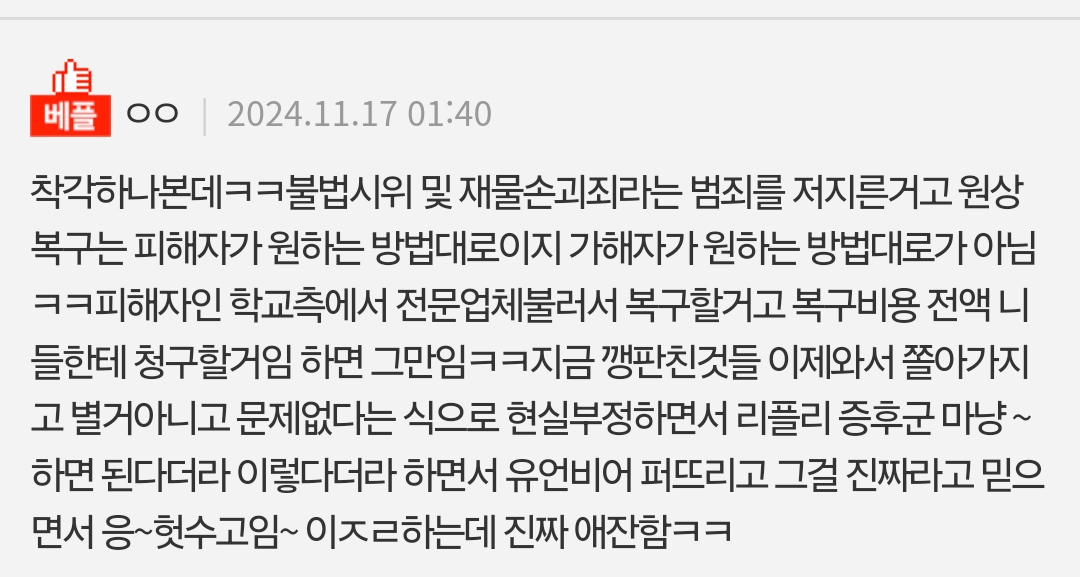 베플 ㅇㅇ | 2024.11.17 01:40
착각하나본데ㅋㅋ불법시위 및 재물손괴죄라는 범죄를 저지른거고 원상
복구는 피해자가 원하는 방법대로이지 가해자가 원하는 방법대로가 아님
ㅋㅋ피해자인 학교측에서 전문업체불러서 복구할거고 복구비용 전액 니
들한테 청구할거임 하면 그만임ㅋㅋ지금 깽판친것들 이제와서 쫄아가지
고 별거아니고 문제없다는 식으로 현실부정하면서 리플리 증후군 마냥 ~
하면 된다더라 이렇다더라 하면서 유언비어 퍼뜨리고 그걸 진짜라고 믿으
면서 응~헛수고임~ 이ㅈㄹ하는데 진짜 애잔함ㅋㅋ